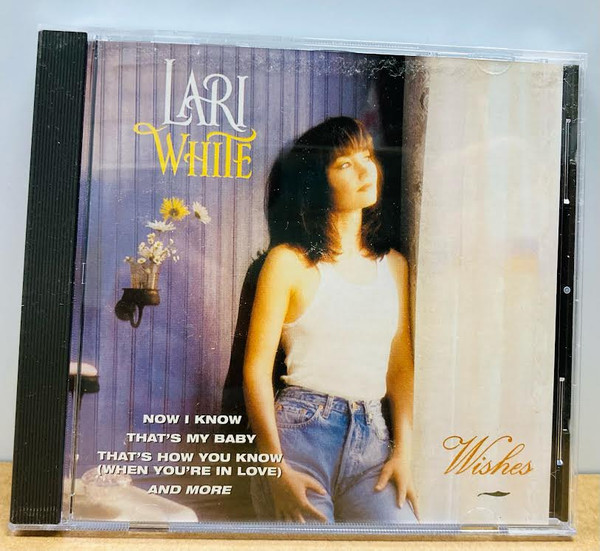 LARI
WHITE
NOW I KNOW
THAT'S MY BABY
THAT'S HOW YOU KNOW
(WHEN YOU'RE IN LOVE)
AND MORE
Wishes